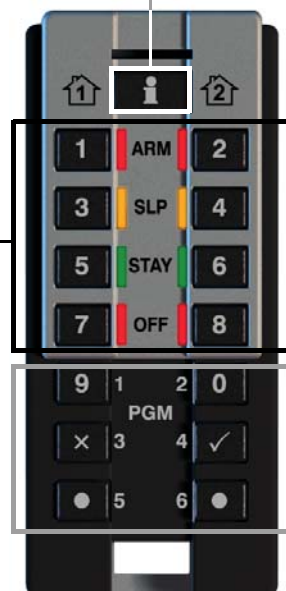 1 i 2
1 ARM 2
3 SLP 4
5 STAY 6
7 OFF 8
9 1 2 0
PGM
× 3 4 ✓
● 5 6 ●